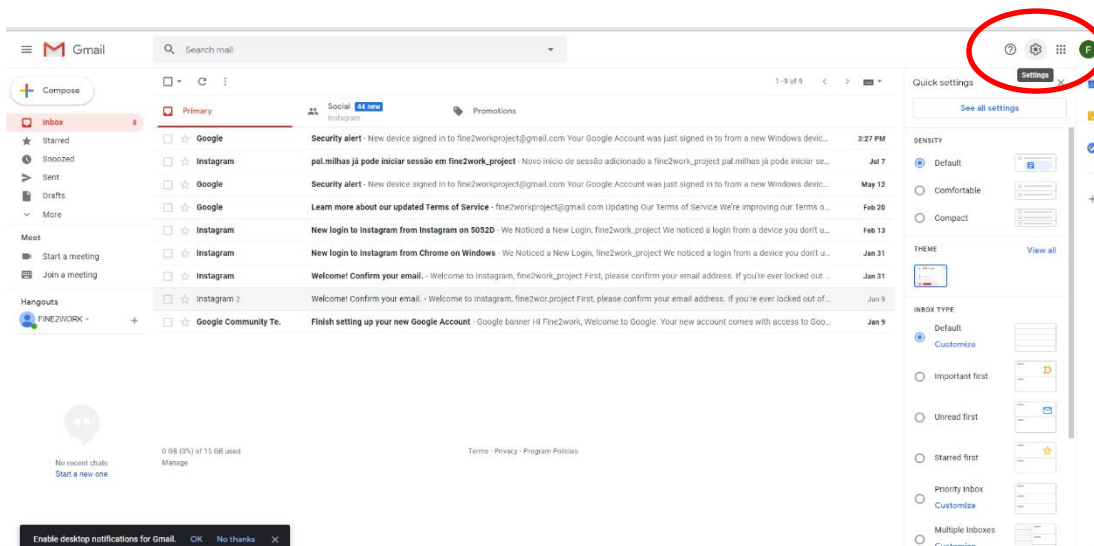 Gmail
Search mail
Settings
Compose
1–9 of 9
Quick settings
See all settings
Primary
Social 44 new
Instagram
Promotions
Inbox 8
Starred
Snoozed
Sent
Drafts
More
Meet
Start a meeting
Join a meeting
Hangouts
FINE2WORK
No recent chats
Start a new one
Google Security alert - New device signed in to fine2workproject@gmail.com Your Google Account was just signed in to from a new Windows devic... 3:27 PM
Instagram pal.milhas já pode iniciar sessão em fine2work_project - Novo início de sessão adicionado a fine2work_project pal.milhas já pode iniciar se... Jul 7
Google Security alert - New device signed in to fine2workproject@gmail.com Your Google Account was just signed in to from a new Windows devic... May 12
Google Learn more about our updated Terms of Service - fine2workproject@gmail.com Updating Our Terms of Service We're improving our Terms o... Feb 20
Instagram New login to Instagram from Instagram on 5052D - We Noticed a New Login, fine2work_project We noticed a login from a device you don't u... Feb 13
Instagram New login to Instagram from Chrome on Windows - We Noticed a New Login, fine2work_project We noticed a login from a device you don't u... Jan 31
Instagram Welcome! Confirm your email. - Welcome to Instagram, fine2work_project First, please confirm your email address. If you're ever locked out ... Jan 31
Instagram 2 Welcome! Confirm your email. - Welcome to Instagram, fine2wor.project First, please confirm your email address. If you're ever locked out of... Jan 9
Google Community Te. Finish setting up your new Google Account - Google banner Hi Fine2work, Welcome to Google. Your new account comes with access to Goo... Jan 9
0 GB (0%) of 15 GB used
Manage
Terms · Privacy · Program Policies
DENSITY
Default
Comfortable
Compact
THEME View all
INBOX TYPE
Default
Customize
Important first
Unread first
Starred first
Priority Inbox
Customize
Multiple Inboxes
Customize
F
Enable desktop notifications for Gmail. OK No thanks